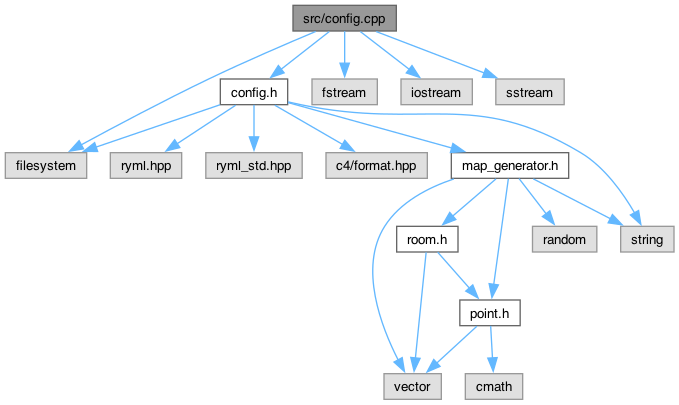 src/config.cpp
config.h
fstream
iostream
sstream
filesystem
ryml.hpp
ryml_std.hpp
c4/format.hpp
map_generator.h
room.h
random
string
point.h
vector
cmath